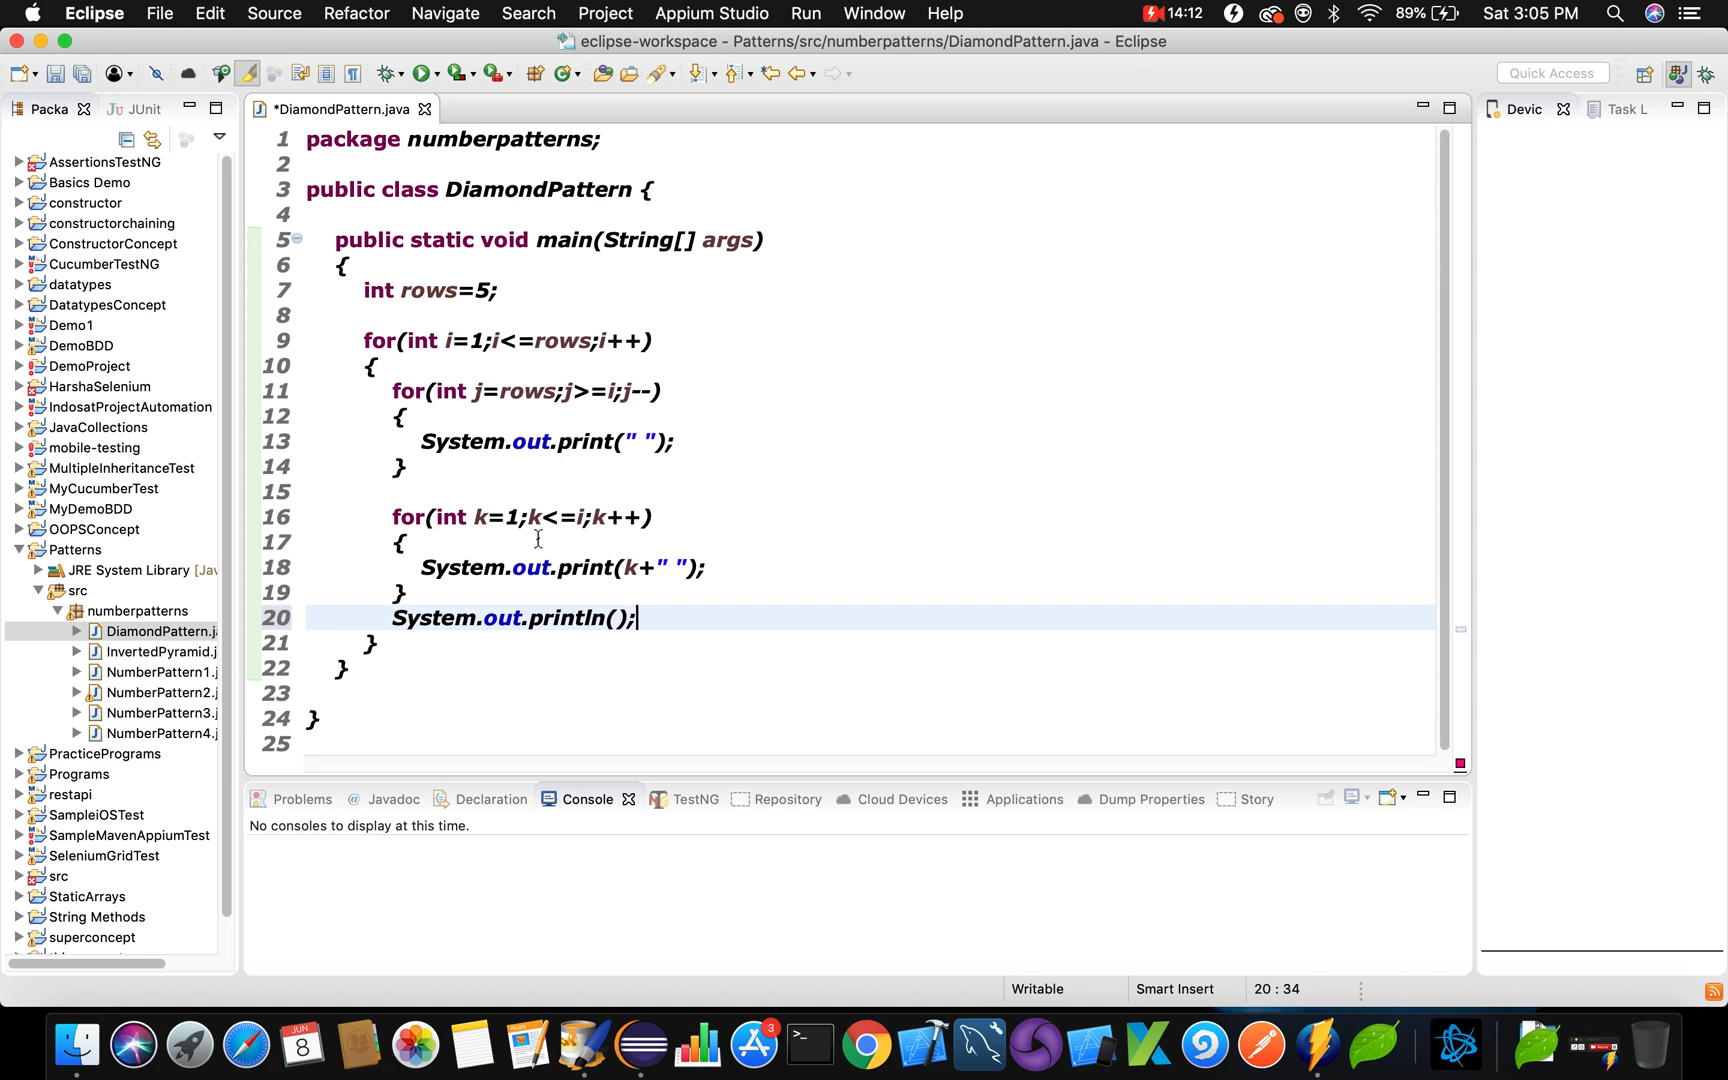 Eclipse File Edit Source Refactor Navigate Search Project Appium Studio Run Window Help 14:12 89% Sat 3:05 PM
eclipse-workspace - Patterns/src/numberpatterns/DiamondPattern.java - Eclipse
Quick Access
Packa JUnit
*DiamondPattern.java
Devic Task L
AssertionsTestNG
Basics Demo
constructor
constructorchaining
ConstructorConcept
CucumberTestNG
datatypes
DatatypesConcept
Demo1
DemoBDD
DemoProject
HarshaSelenium
IndosatProjectAutomation
JavaCollections
mobile-testing
MultipleInheritanceTest
MyCucumberTest
MyDemoBDD
OOPSConcept
Patterns
JRE System Library [Jav
src
numberpatterns
DiamondPattern.j
InvertedPyramid.j
NumberPattern1.j
NumberPattern2.j
NumberPattern3.j
NumberPattern4.j
PracticePrograms
Programs
restapi
SampleiOSTest
SampleMavenAppiumTest
SeleniumGridTest
src
StaticArrays
String Methods
superconcept
1 package numberpatterns;
2
3 public class DiamondPattern {
4
5 public static void main(String[] args)
6 {
7 int rows=5;
8
9 for(int i=1;i<=rows;i++)
10 {
11 for(int j=rows;j>=i;j--)
12 {
13 System.out.print(" ");
14 }
15
16 for(int k=1;k<=i;k++)
17 {
18 System.out.print(k+" ");
19 }
20 System.out.println();
21 }
22 }
23
24 }
25
Problems @ Javadoc Declaration Console TestNG Repository Cloud Devices Applications Dump Properties Story
No consoles to display at this time.
Writable Smart Insert 20 : 34
JUN
8
3